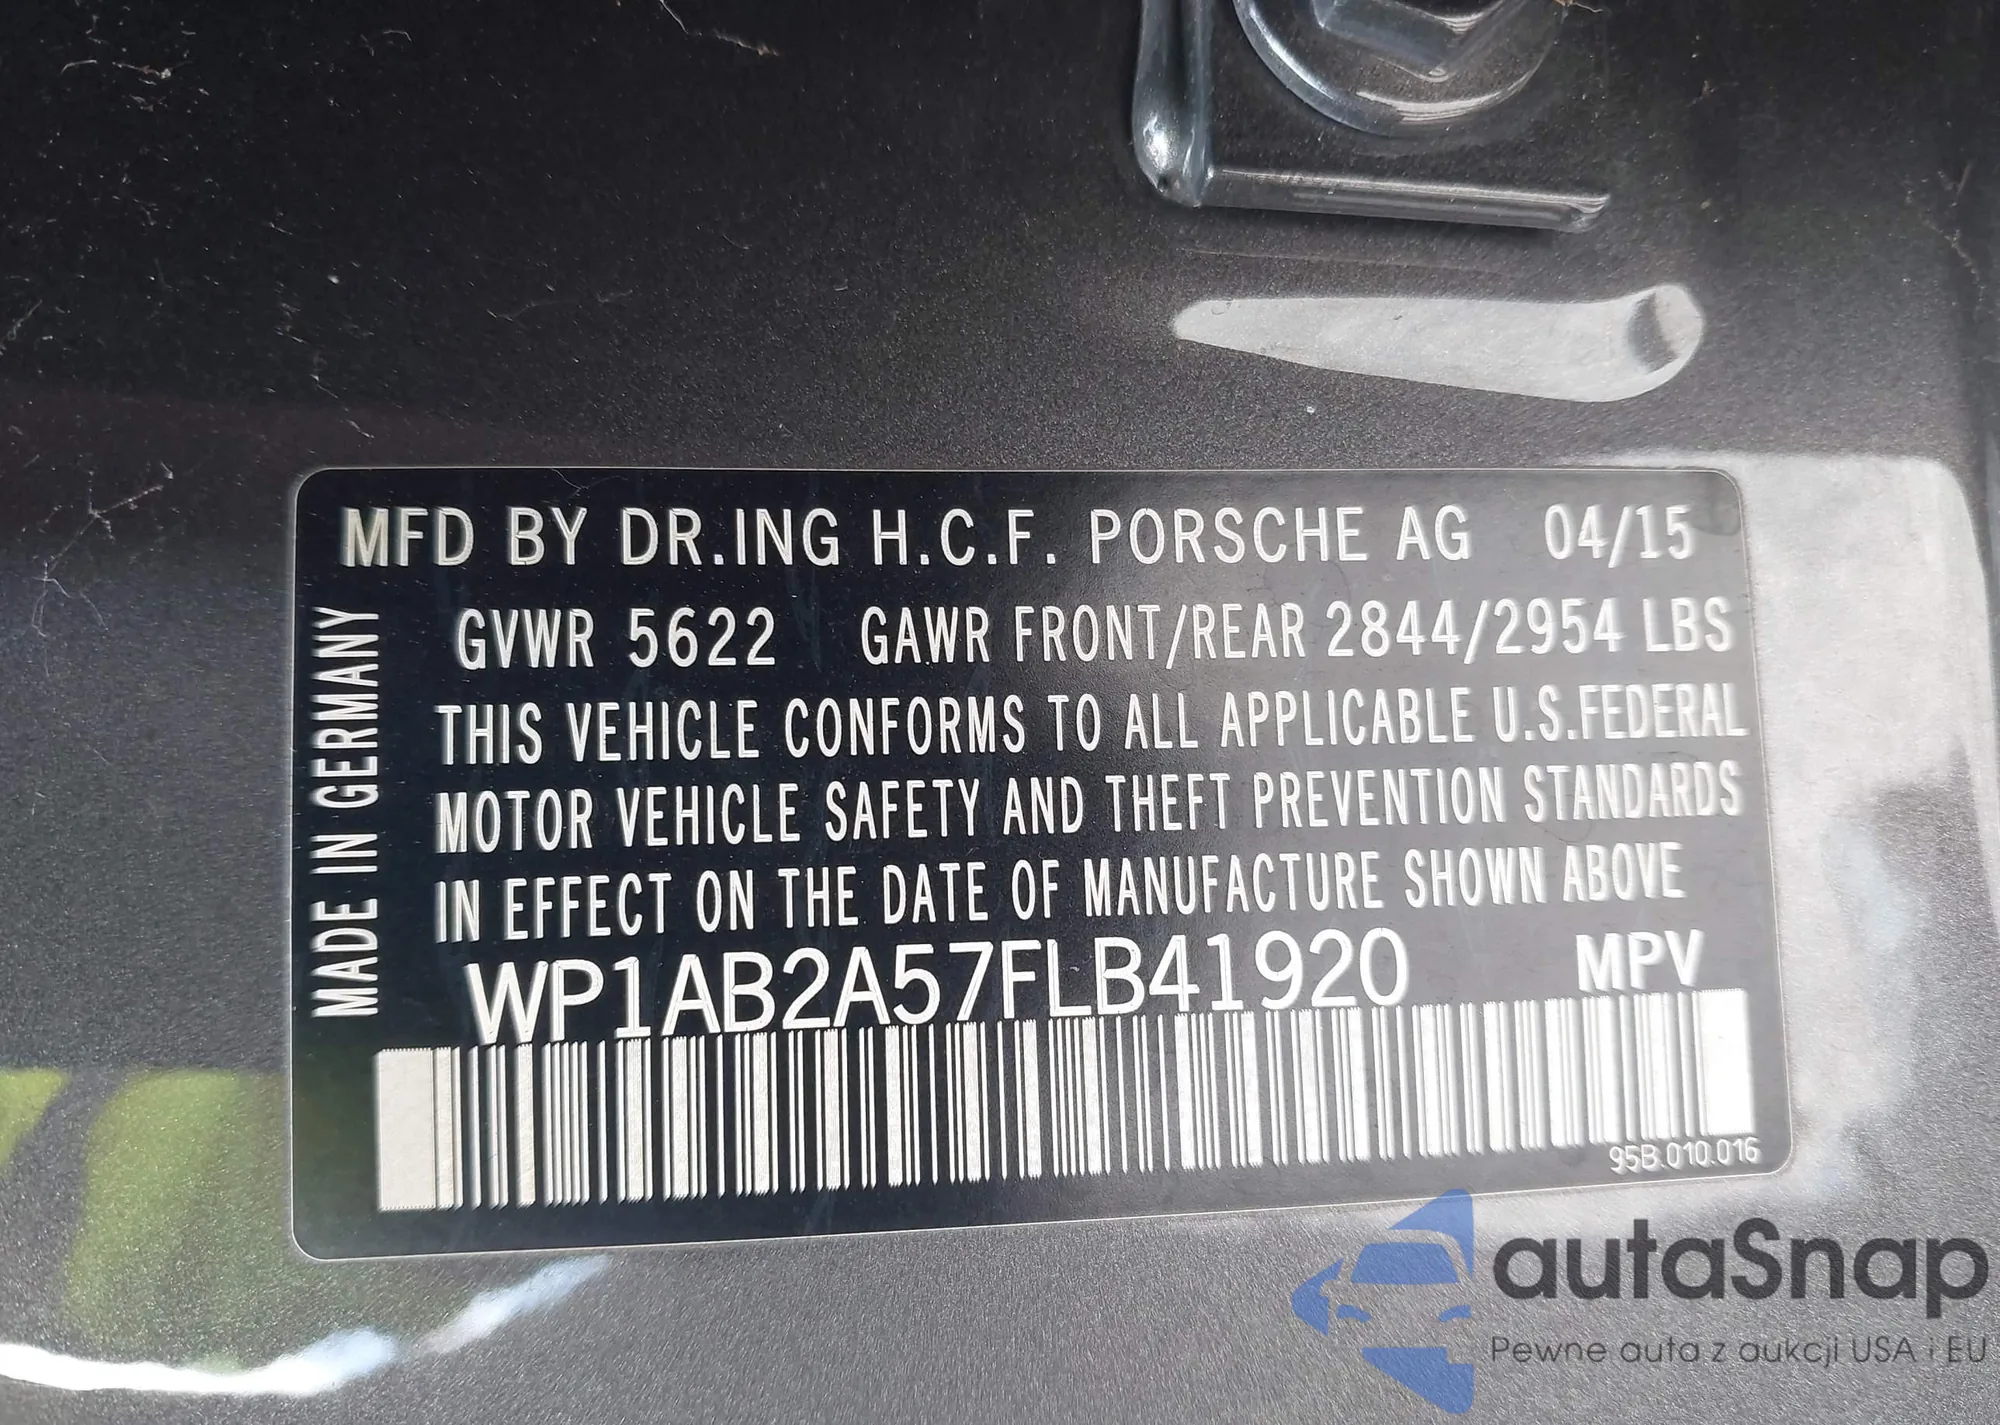 MFD BY DR.ING H.C.F. PORSCHE AG 04/15
GVWR 5622 GAWR FRONT/REAR 2844/2954 LBS
THIS VEHICLE CONFORMS TO ALL APPLICABLE U.S.FEDERAL
MOTOR VEHICLE SAFETY AND THEFT PREVENTION STANDARDS
IN EFFECT ON THE DATE OF MANUFACTURE SHOWN ABOVE
WP1AB2A57FLB41920 MPV
95B.010.016
MADE IN GERMANY
autaSnap
Pewne auta z aukcji USA i EU